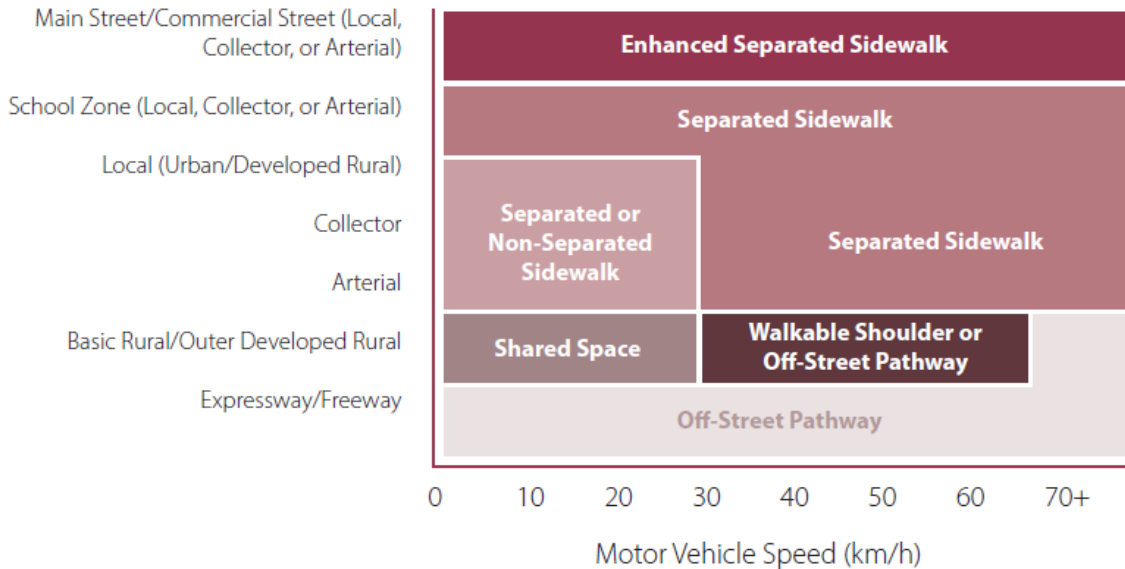 Main Street/Commercial Street (Local,
Collector, or Arterial)
Enhanced Separated Sidewalk
School Zone (Local, Collector, or Arterial)
Separated Sidewalk
Local (Urban/Developed Rural)
Collector
Arterial
Separated or
Non-Separated
Sidewalk
Separated Sidewalk
Basic Rural/Outer Developed Rural
Shared Space
Walkable Shoulder or
Off-Street Pathway
Expressway/Freeway
Off-Street Pathway
0 10 20 30 40 50 60 70+
Motor Vehicle Speed (km/h)